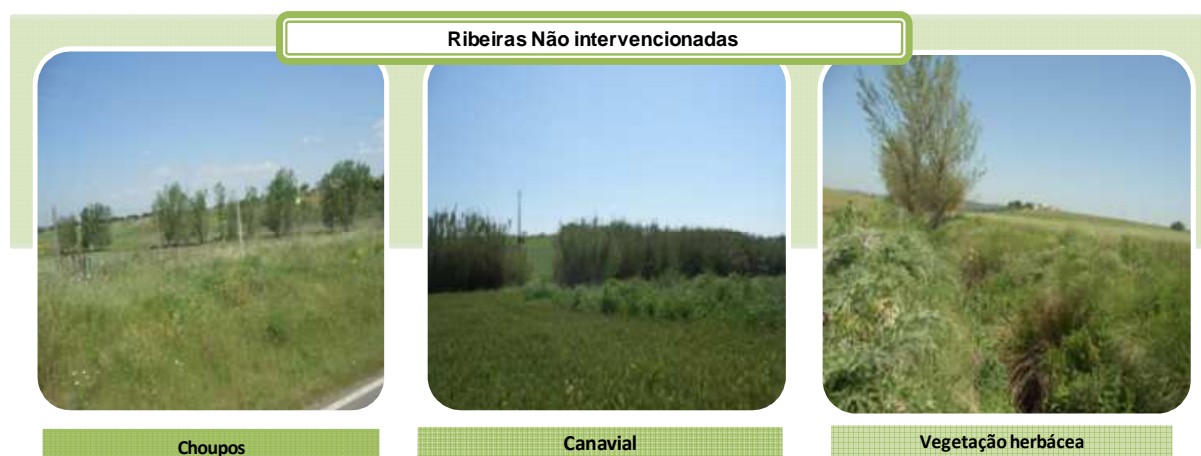 Ribeiras Não intervencionadas
Choupos
Canavial
Vegetação herbácea